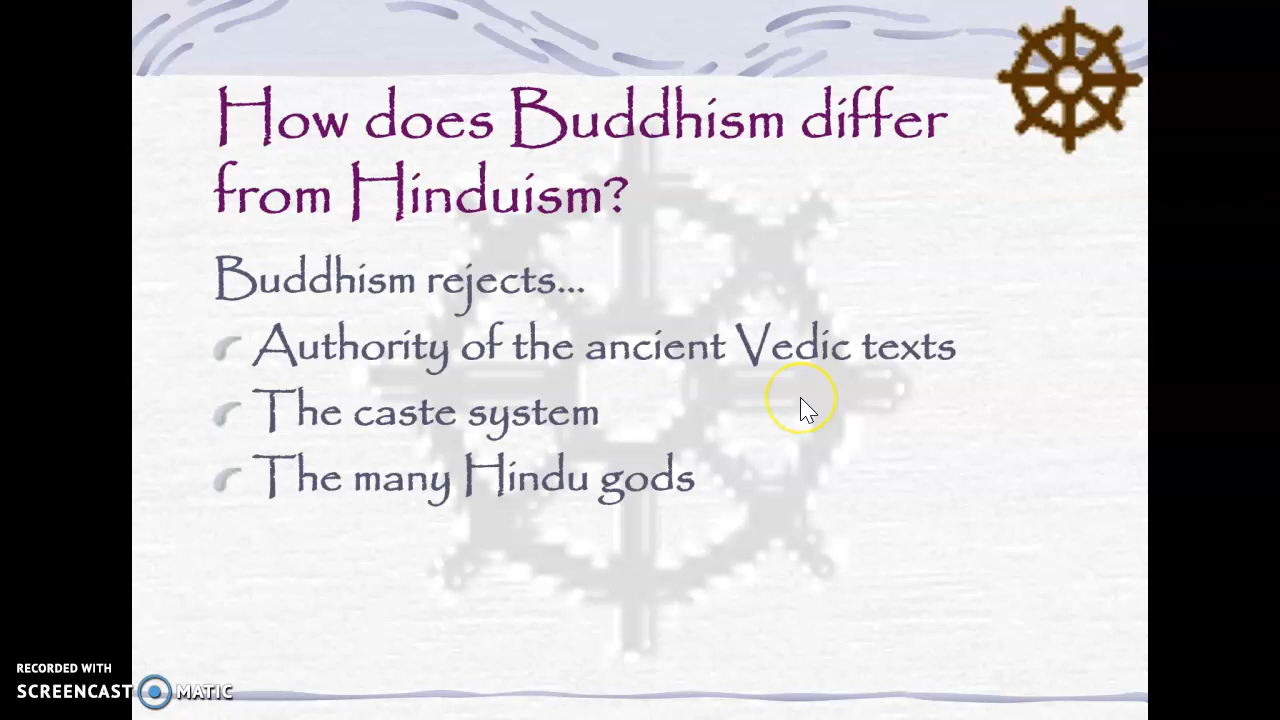 How does Buddhism differ
from Hinduism?
Buddhism rejects...
Authority of the ancient Vedic texts
The caste system
The many Hindu gods
RECORDED WITH
SCREENCAST MATIC